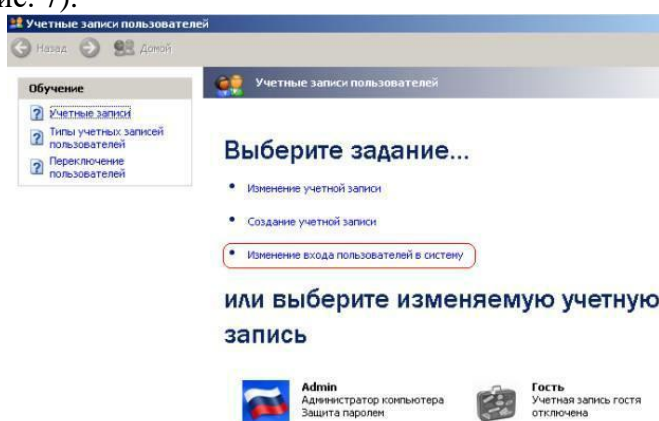 ис. 7).
Учетные записи пользователей
Назад Домой
Обучение
Учетные записи
Типы учетных записей
пользователей
Переключение
пользователей
Учетные записи пользователей
Выберите задание...
Изменение учетной записи
Создание учетной записи
Изменение входа пользователей в систему
или выберите изменяемую учетную
запись
Admin
Администратор компьютера
Защита паролем
Гость
Учетная запись гостя
отключена